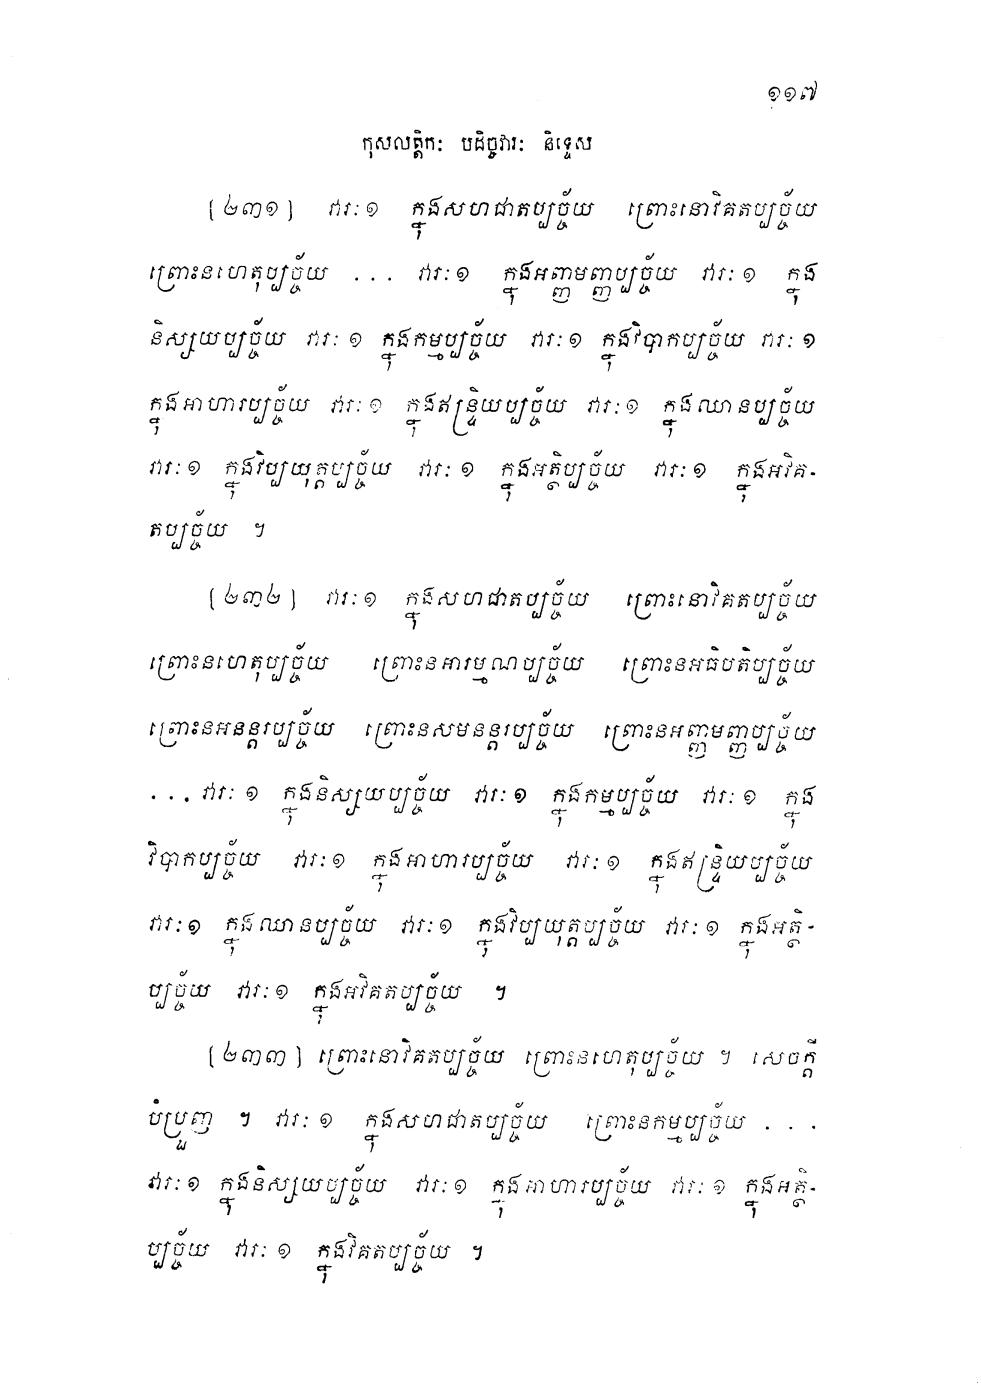 ១១៧
កុសលត្តិកៈ បដិច្ចវារៈ និទ្ទេស
[២៣១] វារៈ១ ក្នុងសហជាតប្បច្ច័យ ព្រោះនោវិគតប្បច្ច័យ
ព្រោះនហេតុប្បច្ច័យ ... វារៈ១ ក្នុងអញ្ញាមញ្ញប្បច្ច័យ វារៈ១ ក្នុង
និស្សយប្បច្ច័យ វារៈ១ ក្នុងកម្មប្បច្ច័យ វារៈ១ ក្នុងវិបាកប្បច្ច័យ វារៈ១
ក្នុងអាហារប្បច្ច័យ វារៈ១ ក្នុងឥន្ទ្រិយប្បច្ច័យ វារៈ១ ក្នុងឈានប្បច្ច័យ
វារៈ១ ក្នុងវិប្បយុត្តប្បច្ច័យ វារៈ១ ក្នុងអត្ថិប្បច្ច័យ វារៈ១ ក្នុងអវិគ-
តប្បច្ច័យ ។
[២៣២] វារៈ១ ក្នុងសហជាតប្បច្ច័យ ព្រោះនោវិគតប្បច្ច័យ
ព្រោះនហេតុប្បច្ច័យ ព្រោះនអារម្មណប្បច្ច័យ ព្រោះនអធិបតិប្បច្ច័យ
ព្រោះនអនន្តរប្បច្ច័យ ព្រោះនសមនន្តរប្បច្ច័យ ព្រោះនអញ្ញាមញ្ញប្បច្ច័យ
... វារៈ១ ក្នុងនិស្សយប្បច្ច័យ វារៈ១ ក្នុងកម្មប្បច្ច័យ វារៈ១ ក្នុង
វិបាកប្បច្ច័យ វារៈ១ ក្នុងអាហារប្បច្ច័យ វារៈ១ ក្នុងឥន្ទ្រិយប្បច្ច័យ
វារៈ១ ក្នុងឈានប្បច្ច័យ វារៈ១ ក្នុងវិប្បយុត្តប្បច្ច័យ វារៈ១ ក្នុងអត្ថិ-
ប្បច្ច័យ វារៈ១ ក្នុងអវិគតប្បច្ច័យ ។
[២៣៣] ព្រោះនោវិគតប្បច្ច័យ ព្រោះនហេតុប្បច្ច័យ ។ សេចក្តី
បំប្រួញ ។ វារៈ១ ក្នុងសហជាតប្បច្ច័យ ព្រោះនកម្មប្បច្ច័យ ...
វារៈ១ ក្នុងនិស្សយប្បច្ច័យ វារៈ១ ក្នុងអាហារប្បច្ច័យ វារៈ១ ក្នុងអត្ថិ-
ប្បច្ច័យ វារៈ១ ក្នុងវិគតប្បច្ច័យ ។